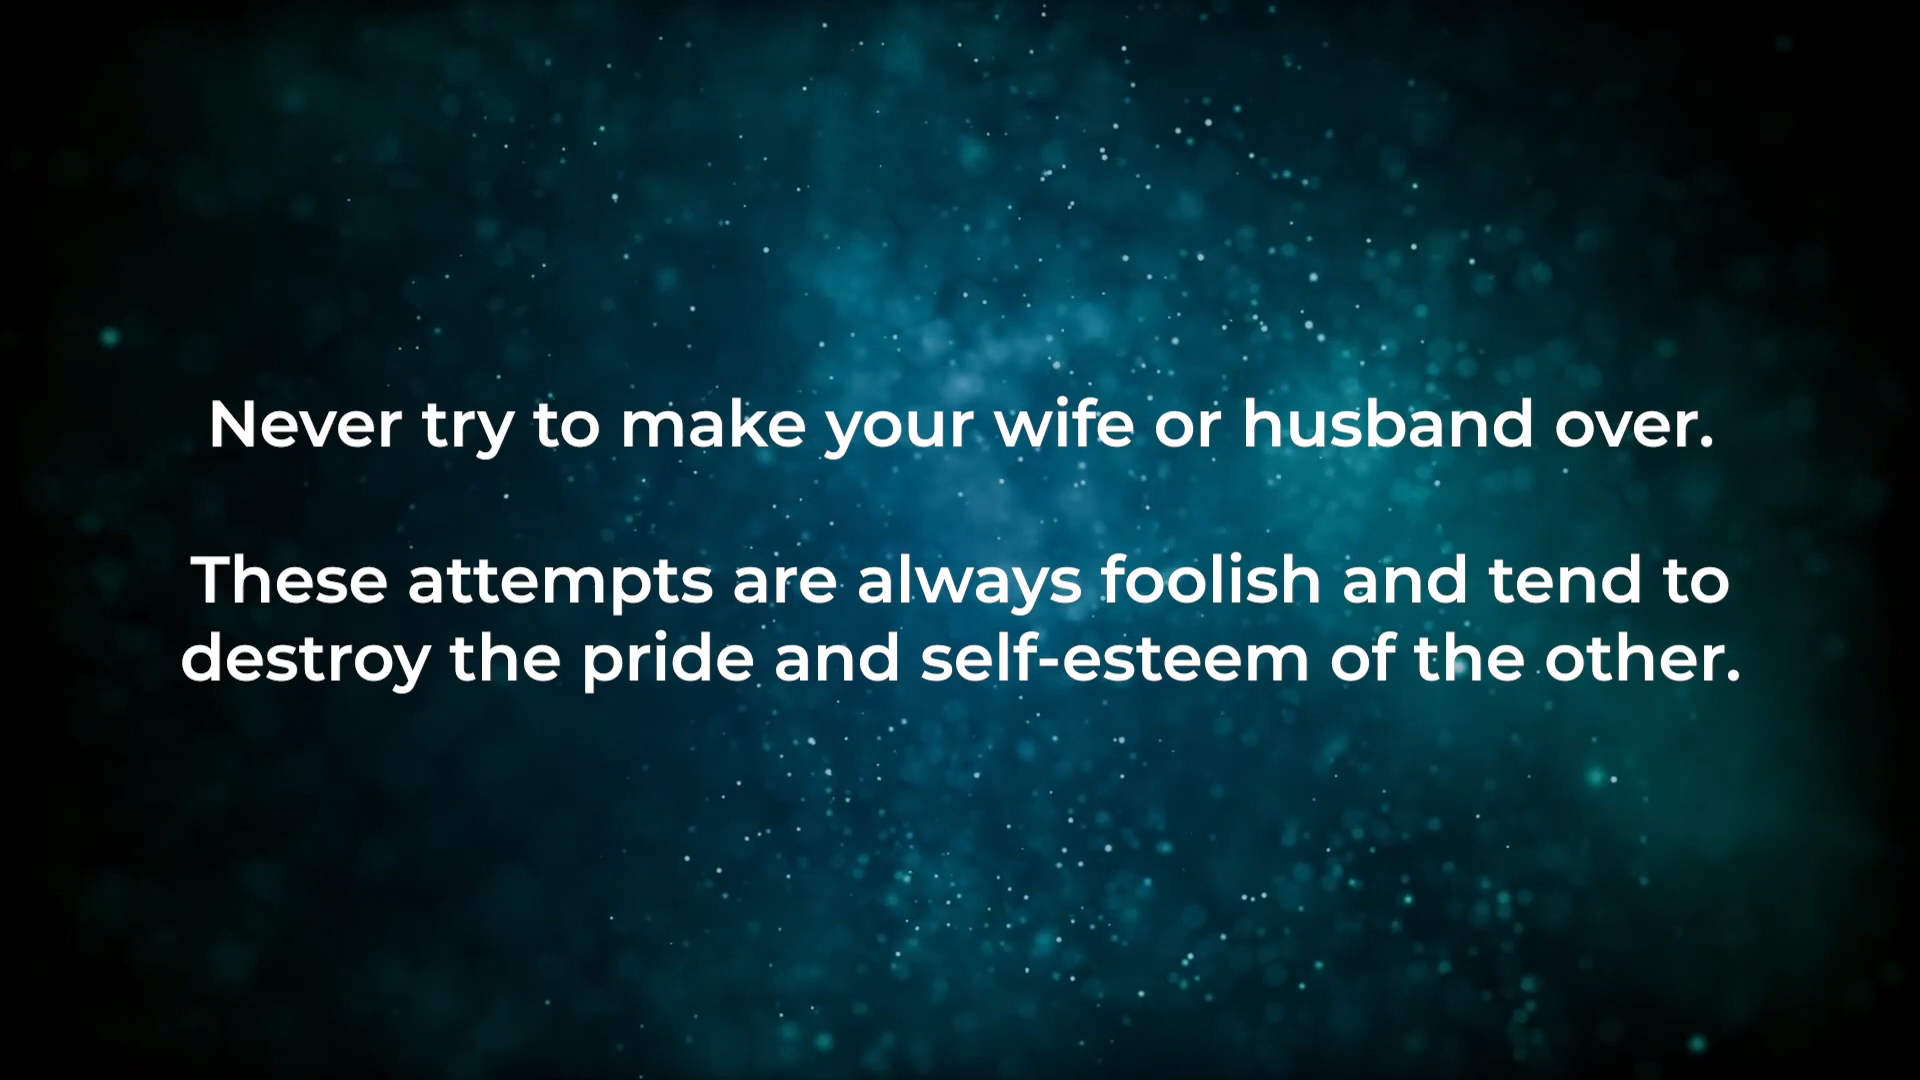 Never try to make your wife or husband over.
These attempts are always foolish and tend to
destroy the pride and self-esteem of the other.